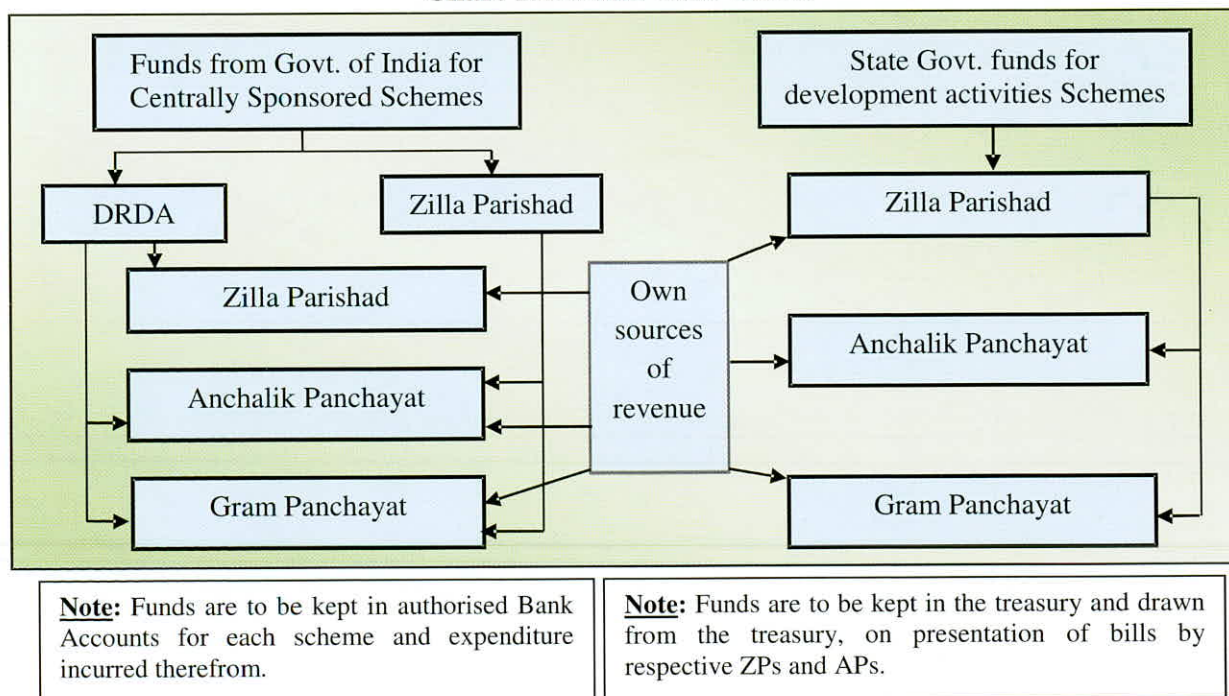 Funds from Govt. of India for
Centrally Sponsored Schemes
State Govt. funds for
development activities Schemes
DRDA
Zilla Parishad
Zilla Parishad
Zilla Parishad
Own
sources
of
revenue
Anchalik Panchayat
Anchalik Panchayat
Gram Panchayat
Gram Panchayat
Note: Funds are to be kept in authorised Bank
Accounts for each scheme and expenditure
incurred therefrom.
Note: Funds are to be kept in the treasury and drawn
from the treasury, on presentation of bills by
respective ZPs and APs.